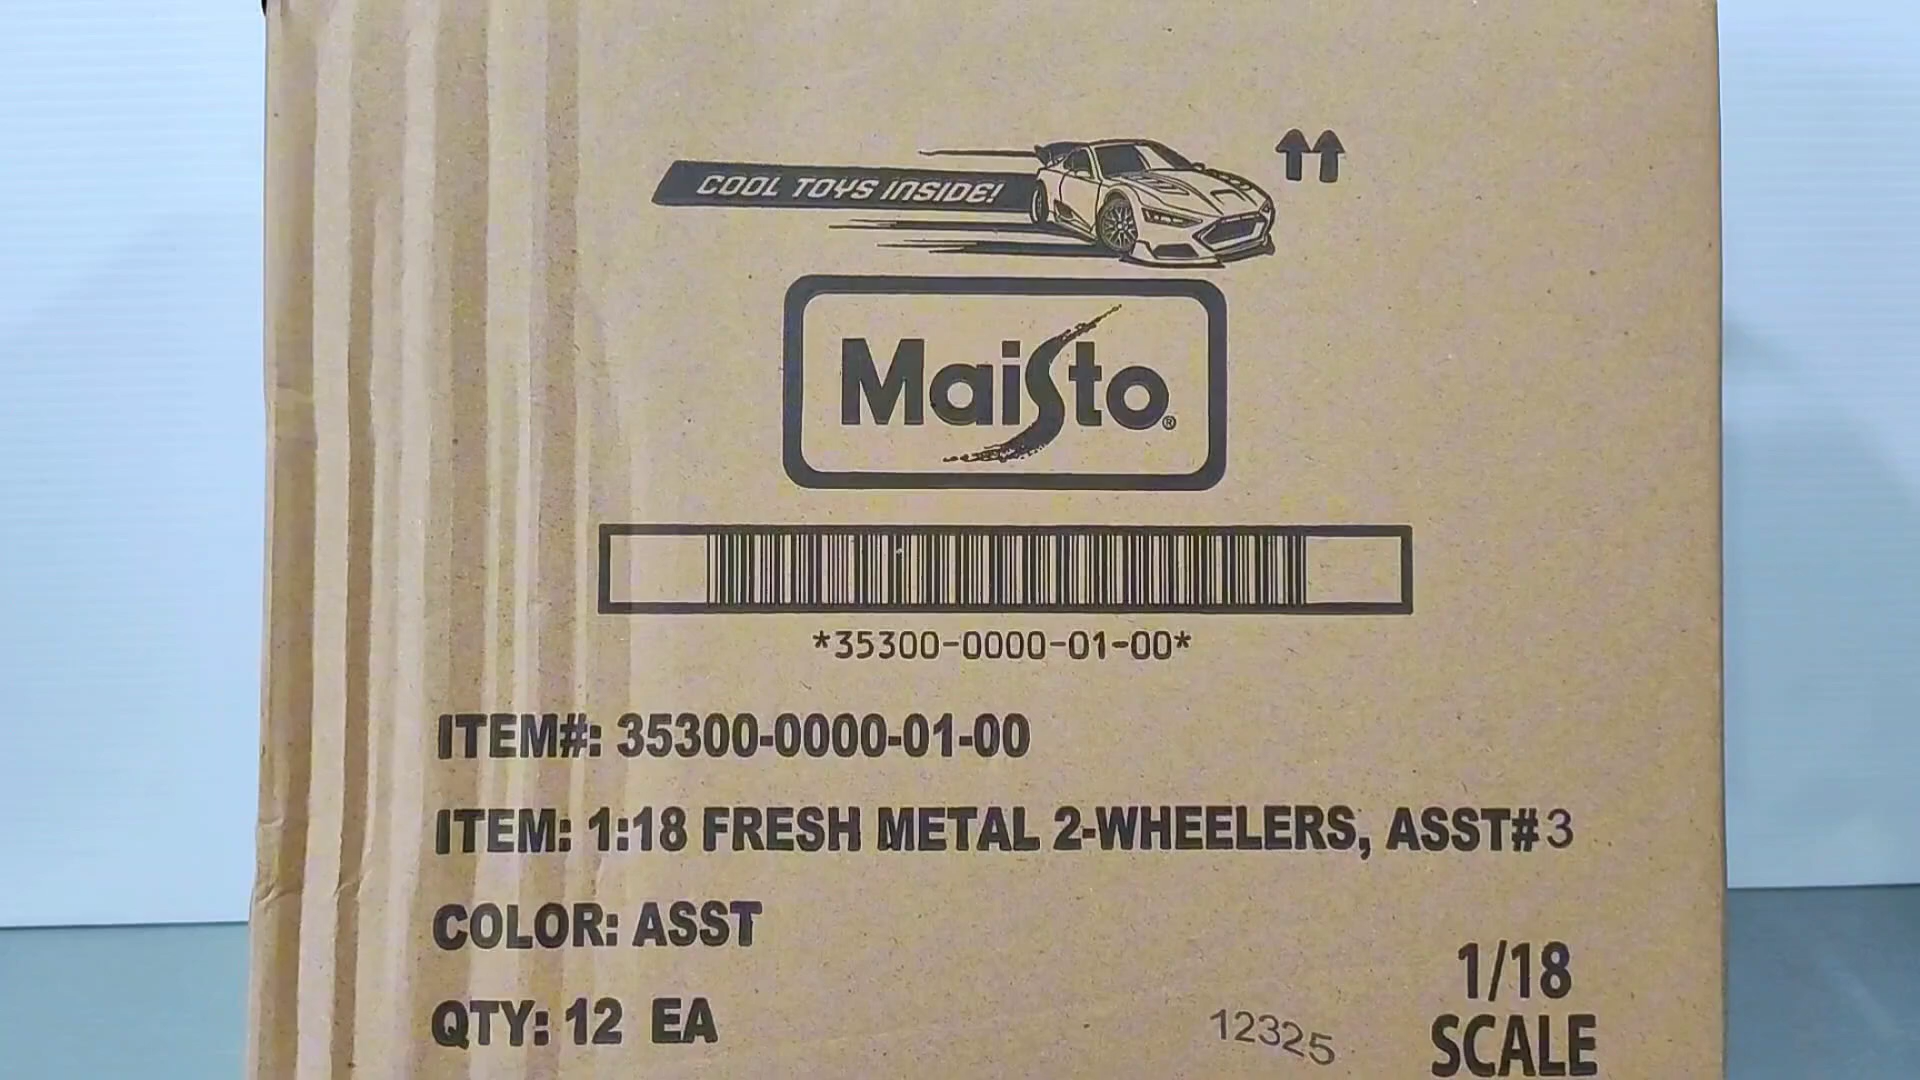 COOL TOYS INSIDE!
Maisto®
*35300-0000-01-00*
ITEM#: 35300-0000-01-00
ITEM: 1:18 FRESH METAL 2-WHEELERS, ASST#3
COLOR: ASST
QTY: 12 EA
12325
1/18
SCALE